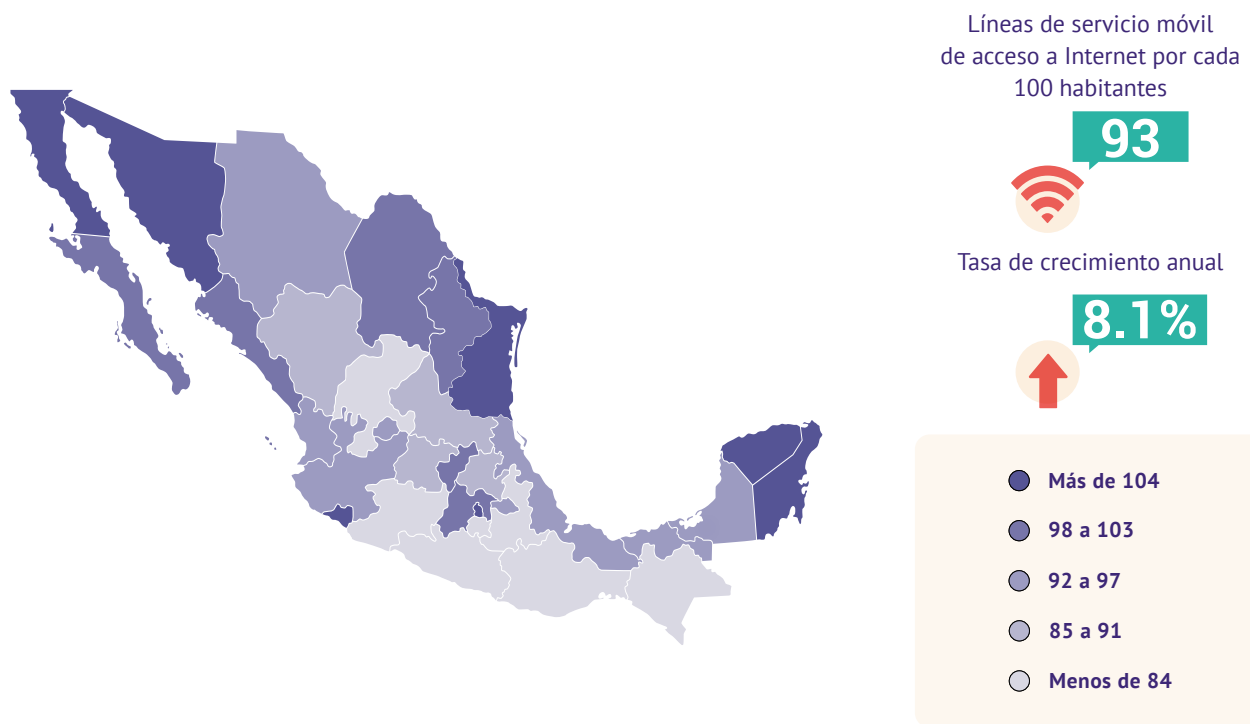 Líneas de servicio móvil
de acceso a Internet por cada
100 habitantes
93
Tasa de crecimiento anual
8.1%
Más de 104
98 a 103
92 a 97
85 a 91
Menos de 84